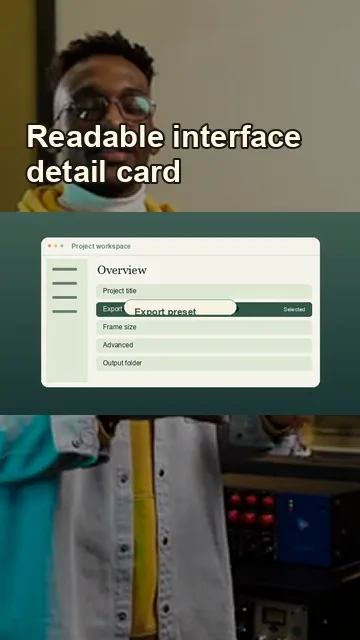 Readable interface
detail card
Project workspace
Overview
Project title
Export
Export preset
Selected
Frame size
Advanced
Output folder